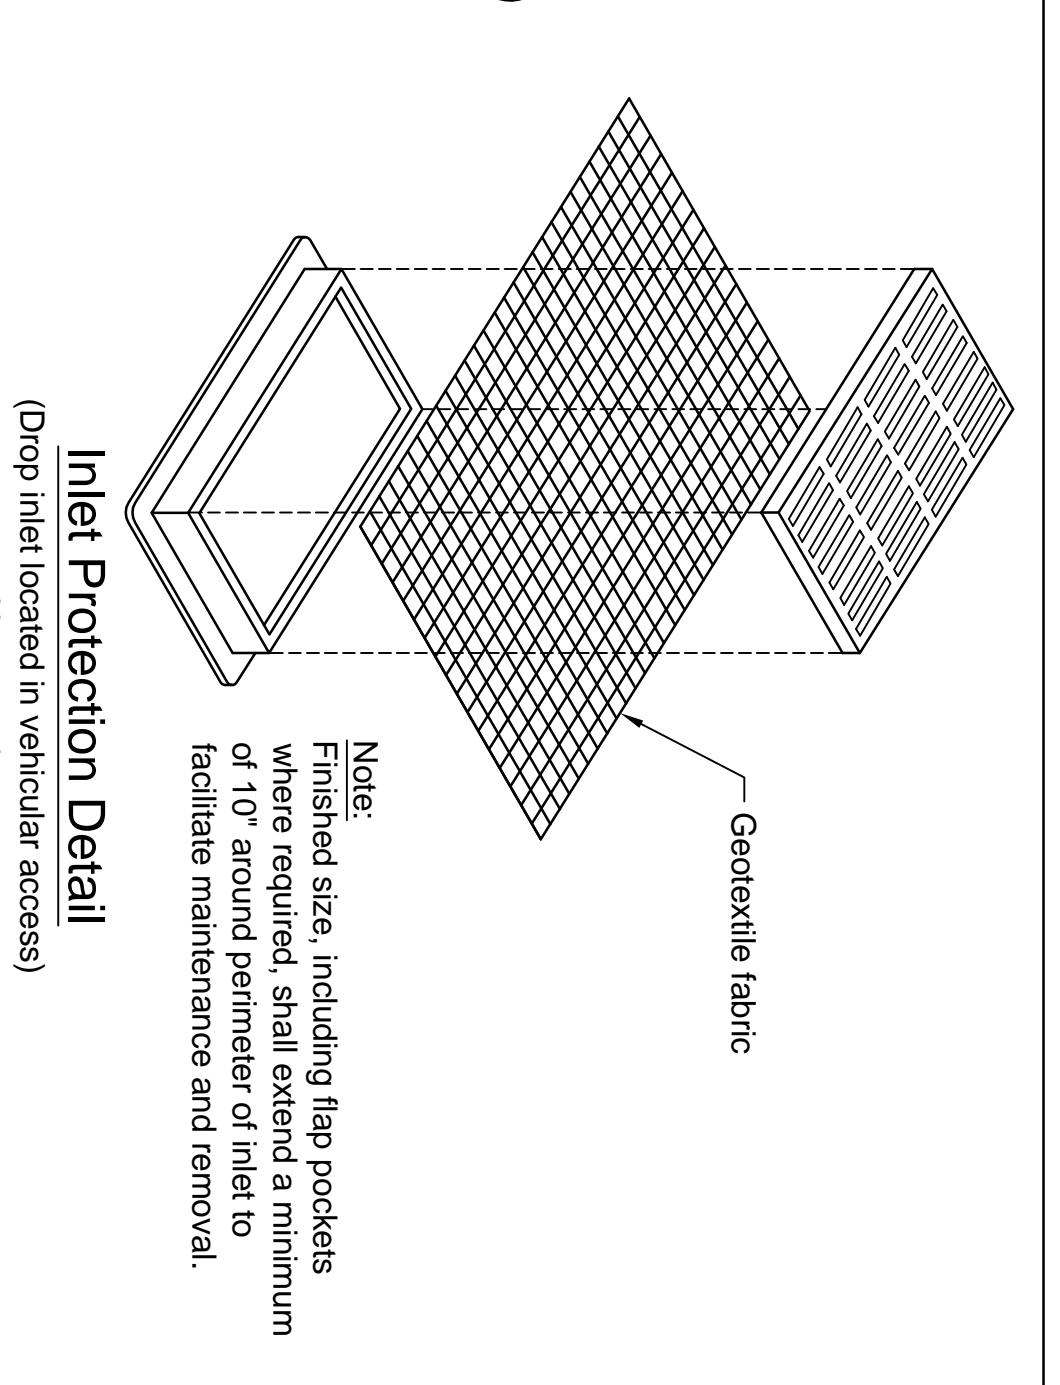 Geotextile fabric
Note:
Finished size, including flap pockets
where required, shall extend a minimum
of 10" around perimeter of inlet to
facilitate maintenance and removal.
Inlet Protection Detail
(Drop inlet located in vehicular access)